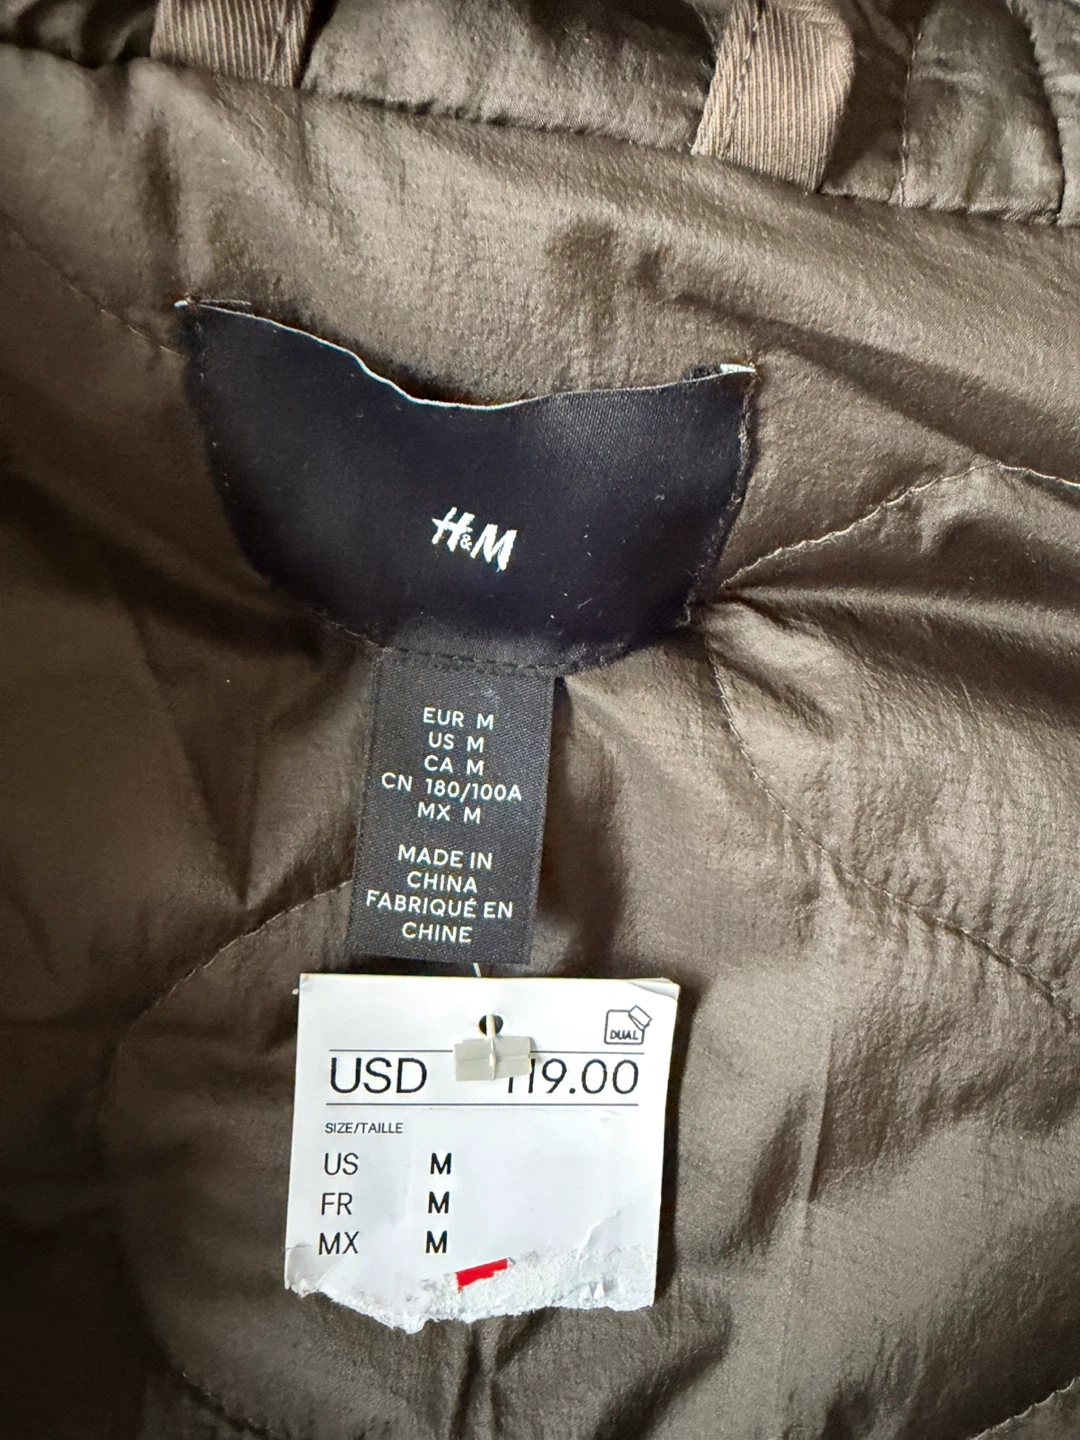 H&M
EUR M
US M
CA M
CN 180/100A
MX M
MADE IN
CHINA
FABRIQUÉ EN
CHINE
DUAL
USD 119.00
SIZE/TAILLE
US M
FR M
MX M